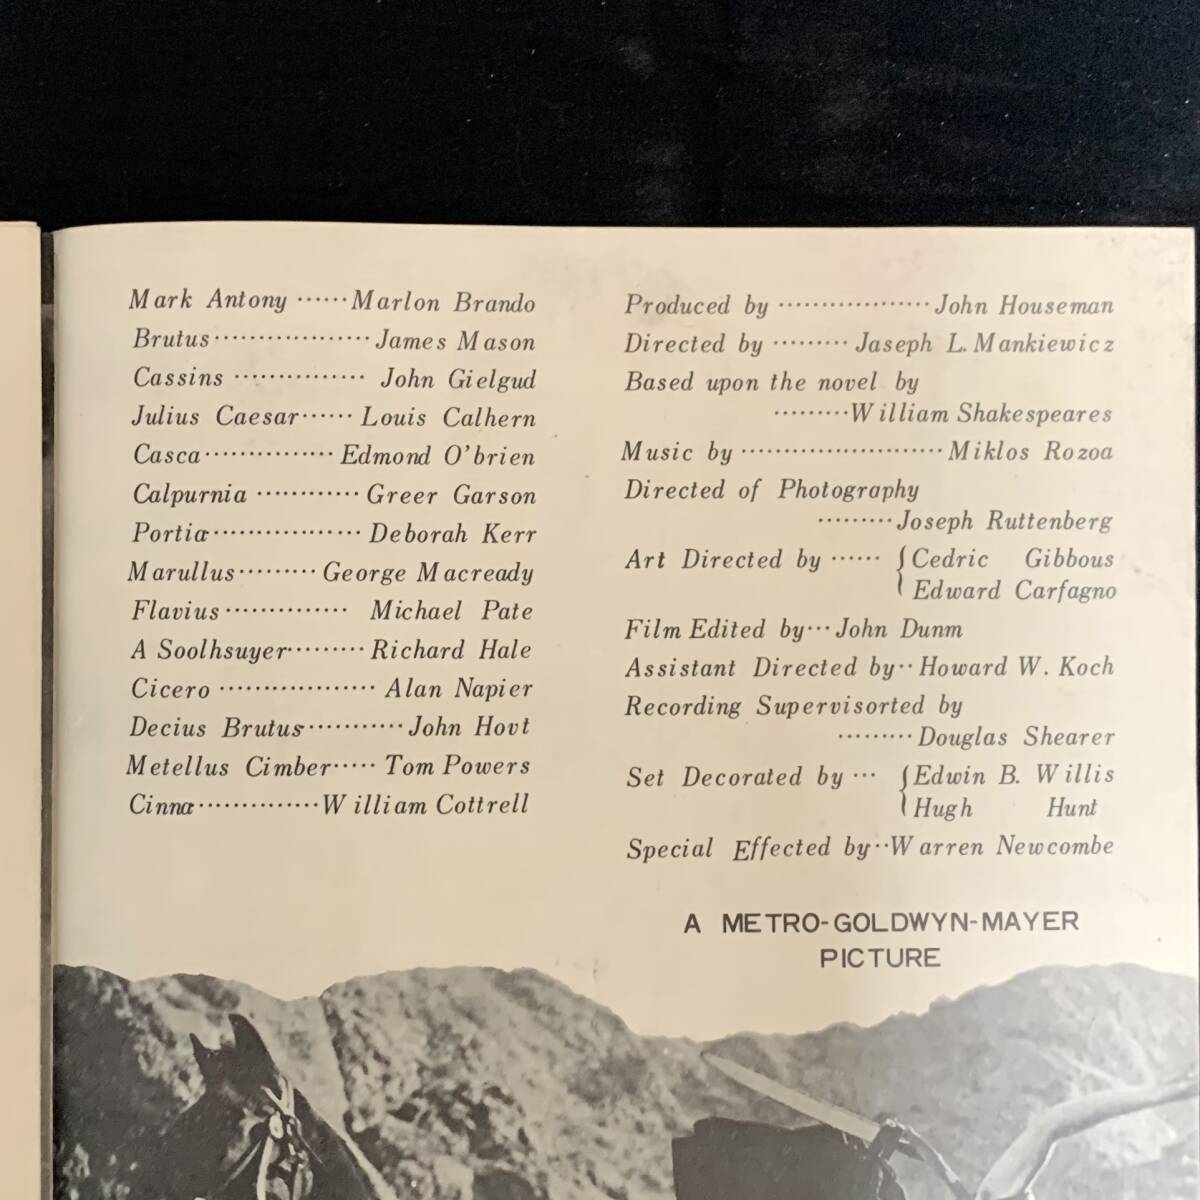 Mark Antony ······ Marlon Brando
Brutus ·················· James Mason
Cassins ··············· John Gielgud
Julius Caesar ······ Louis Calhern
Casca ··············· Edmond O'brien
Calpurnia ············ Greer Garson
Portia ·················· Deborah Kerr
Marullus ········· George Macready
Flavius ·············· Michael Pate
A Soolhsuyer ········· Richard Hale
Cicero ·················· Alan Napier
Decius Brutus ············ John Hovt
Metellus Cimber ····· Tom Powers
Cinna ·············· William Cottrell
Produced by ·················· John Houseman
Directed by ········· Jaseph L. Mankiewicz
Based upon the novel by
········· William Shakespeares
Music by ························ Miklos Rozoa
Directed of Photography
········· Joseph Ruttenberg
Art Directed by ······ { Cedric Gibbous
Edward Carfagno
Film Edited by ··· John Dunm
Assistant Directed by ·· Howard W. Koch
Recording Supervisorted by
········· Douglas Shearer
Set Decorated by ··· { Edwin B. Willis
Hugh Hunt
Special Effected by ·· Warren Newcombe
A METRO-GOLDWYN-MAYER
PICTURE